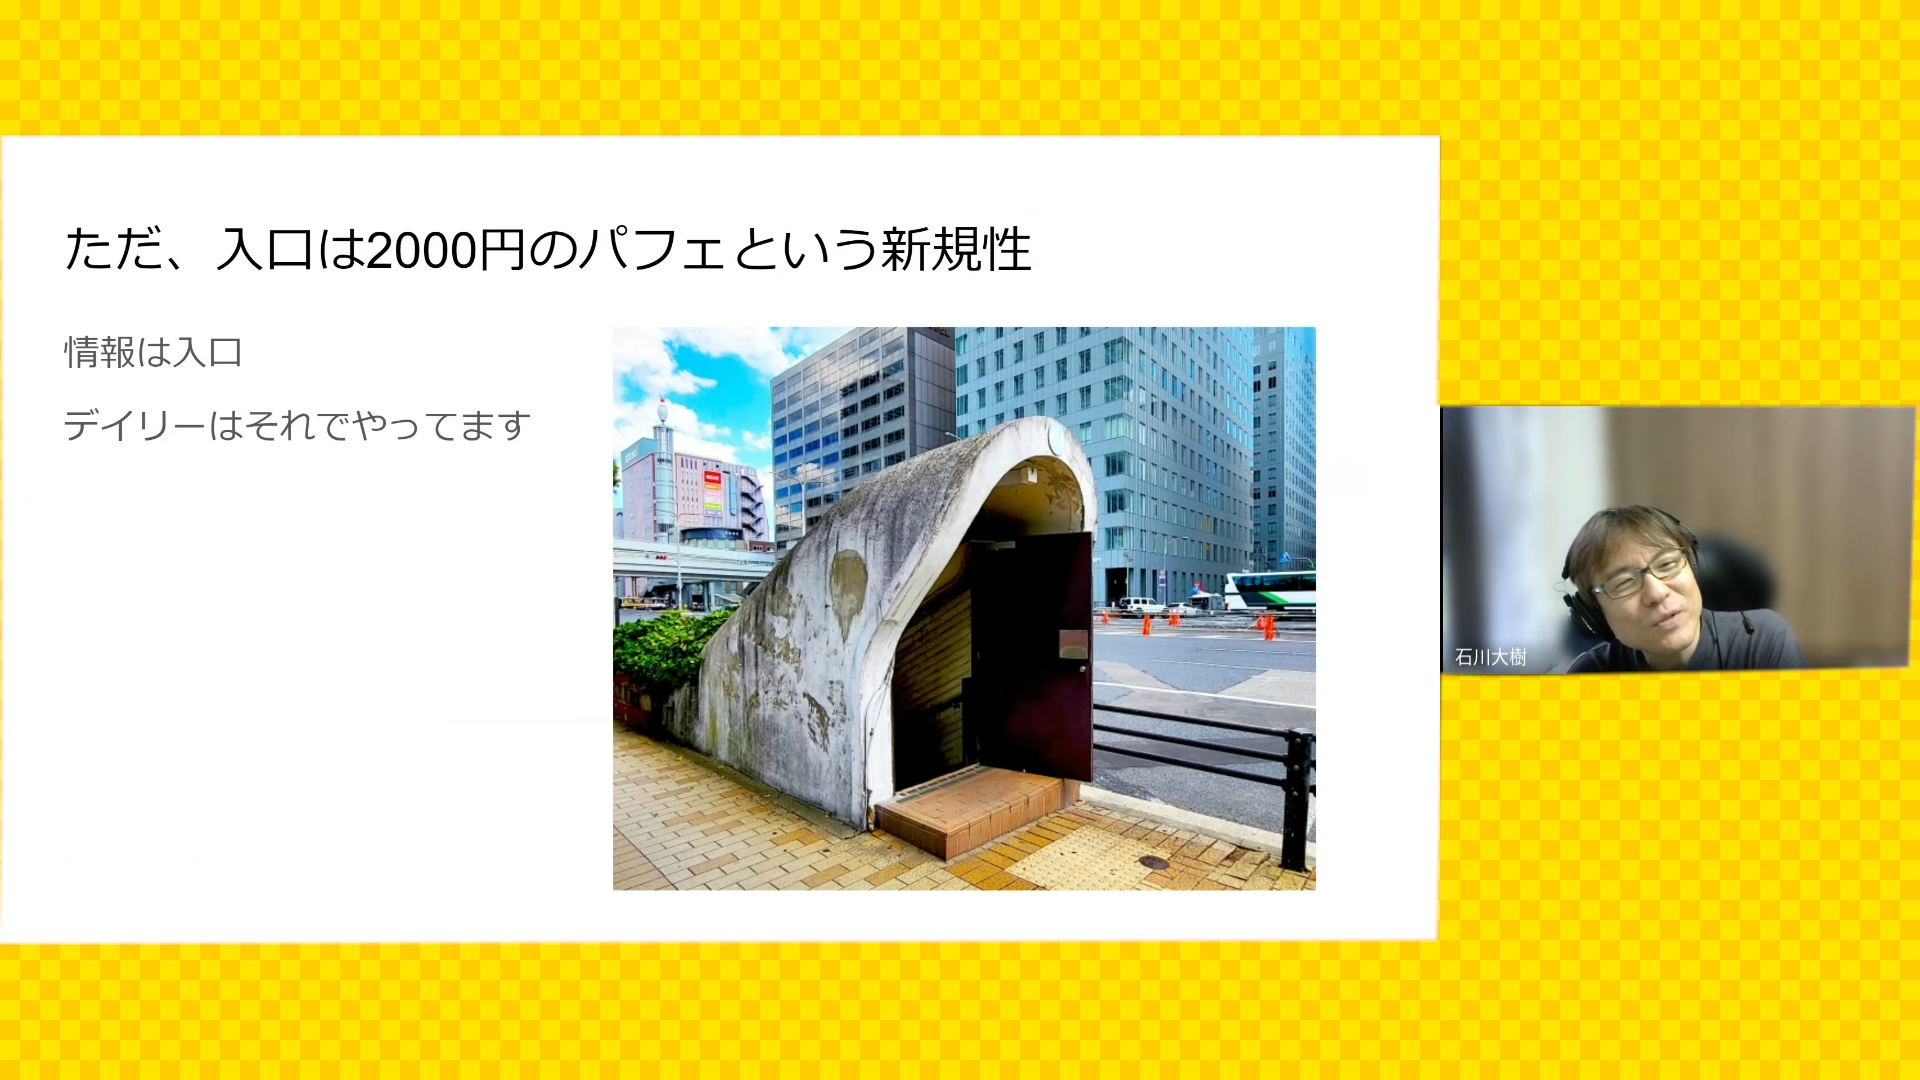 ただ、入口は2000円のパフェという新規性
情報は入口
デイリーはそれでやってます
石川大樹